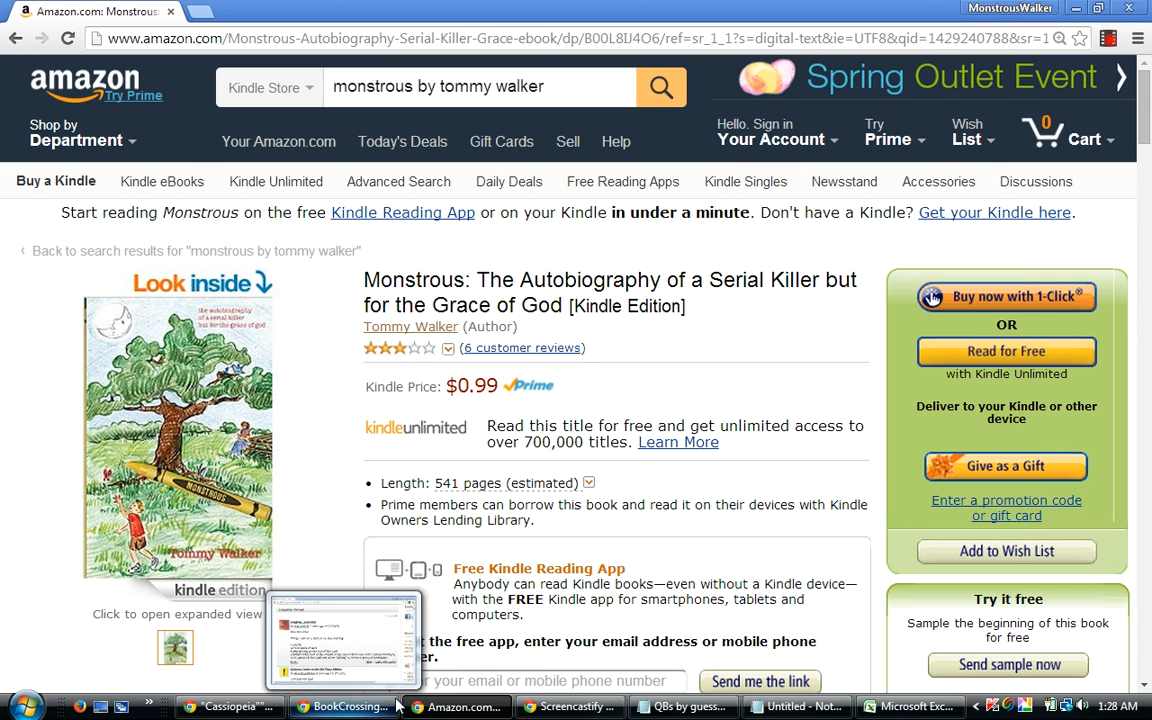 Amazon.com: Monstrous:
MonstrousWalker
www.amazon.com/Monstrous-Autobiography-Serial-Killer-Grace-ebook/dp/B00L8IJ4O6/ref=sr_1_1?s=digital-text&ie=UTF8&qid=1429240788&sr=1
amazon
Try Prime
Kindle Store
monstrous by tommy walker
Spring Outlet Event
Shop by
Department
Your Amazon.com
Today's Deals
Gift Cards
Sell
Help
Hello. Sign in
Your Account
Try
Prime
Wish
List
0
Cart
Buy a Kindle
Kindle eBooks
Kindle Unlimited
Advanced Search
Daily Deals
Free Reading Apps
Kindle Singles
Newsstand
Accessories
Discussions
Start reading Monstrous on the free Kindle Reading App or on your Kindle in under a minute. Don't have a Kindle? Get your Kindle here.
‹ Back to search results for "monstrous by tommy walker"
Look inside
the autobiography
of a serial killer
but for the grace of god
MONSTROUS
Tommy Walker
kindle edition
Click to open expanded view
Monstrous: The Autobiography of a Serial Killer but
for the Grace of God [Kindle Edition]
Tommy Walker (Author)
(6 customer reviews)
Kindle Price: $0.99 Prime
kindleunlimited
Read this title for free and get unlimited access to
over 700,000 titles. Learn More
• Length: 541 pages (estimated)
• Prime members can borrow this book and read it on their devices with Kindle
Owners Lending Library.
Free Kindle Reading App
Anybody can read Kindle books—even without a Kindle device—
with the FREE Kindle app for smartphones, tablets and
computers.
the free app, enter your email address or mobile phone
er.
er your email or mobile phone number
Send me the link
Buy now with 1-Click®
OR
Read for Free
with Kindle Unlimited
Deliver to your Kindle or other
device
Give as a Gift
Enter a promotion code
or gift card
Add to Wish List
Try it free
Sample the beginning of this book
for free
Send sample now
"Cassiopeia""...
BookCrossing...
Amazon.com...
Screencastify ...
QBs by guess...
Untitled - Not...
Microsoft Exc...
1:28 AM